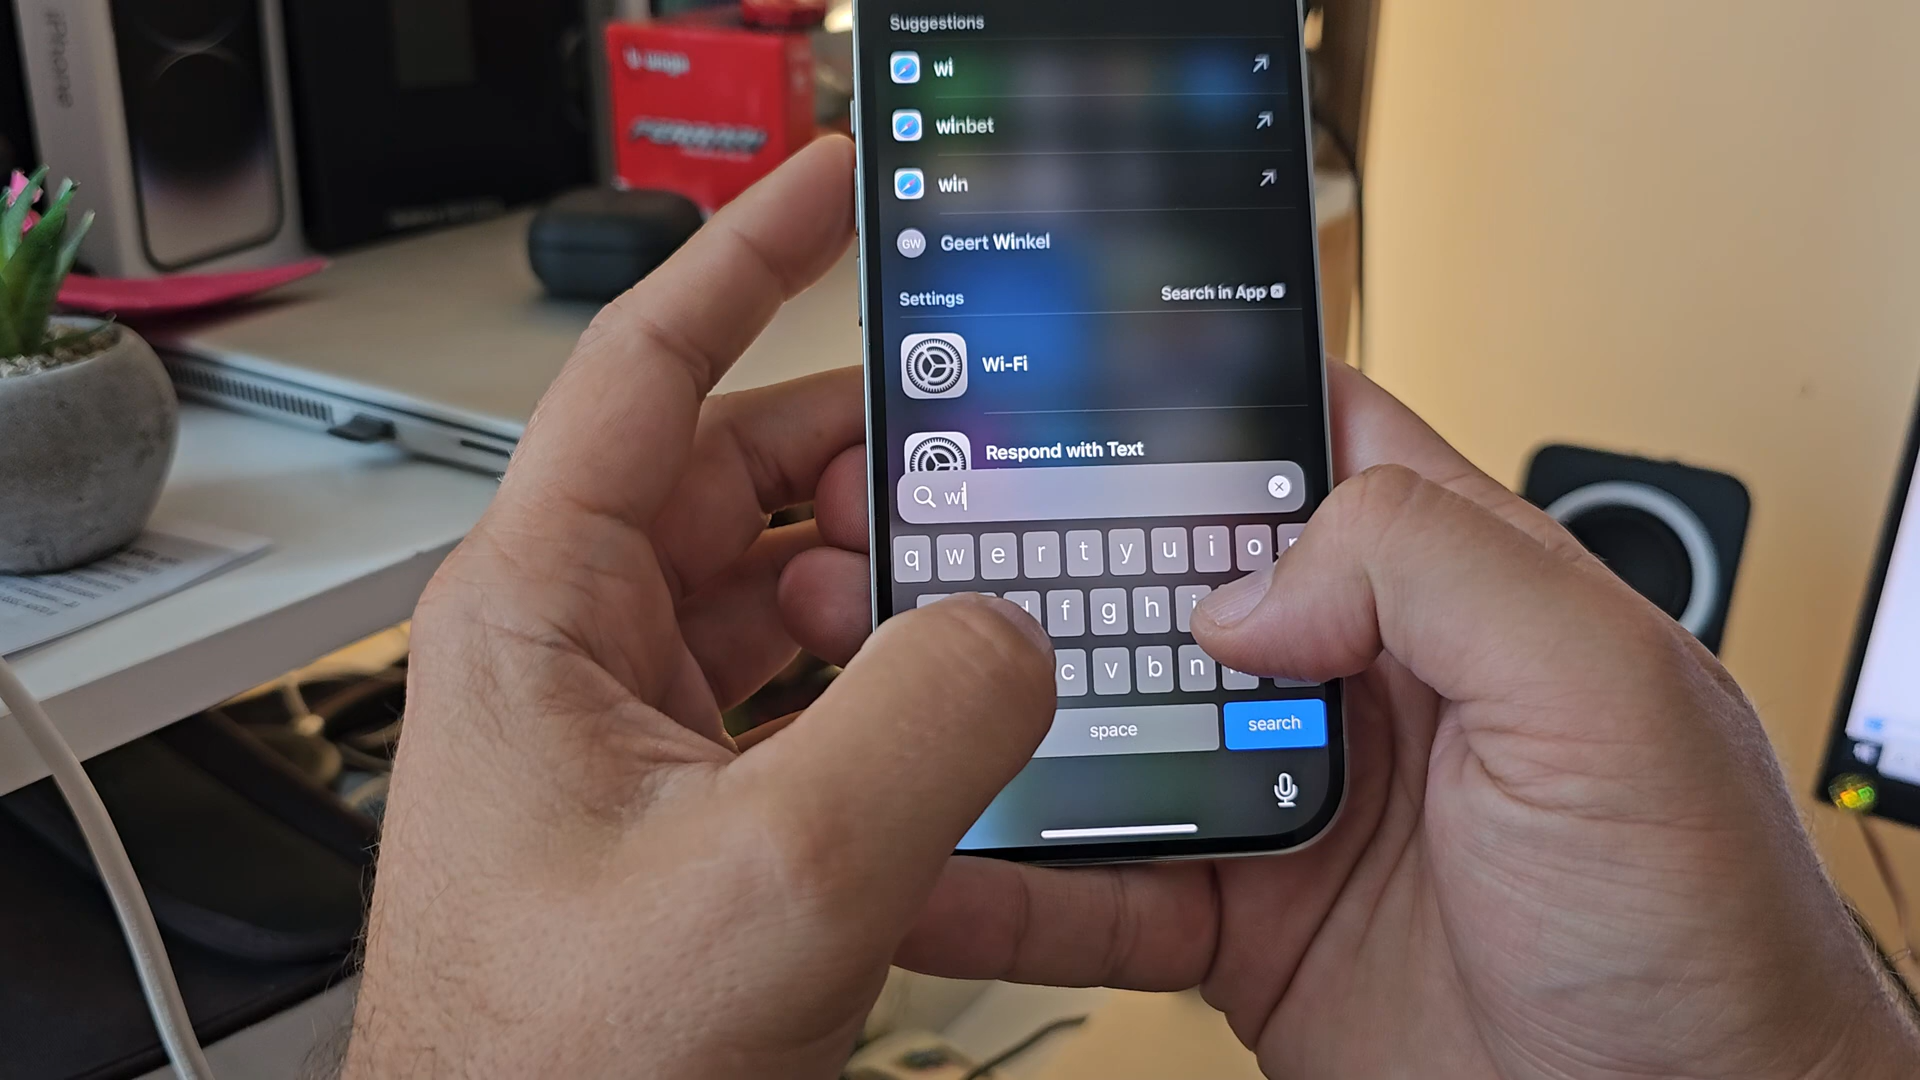 iPhone
Suggestions
wi
winbet
win
GW
Geert Winkel
Settings
Search in App
Wi-Fi
Respond with Text
wi
q w e r t y u i o
f g h j
c v b n
space
search